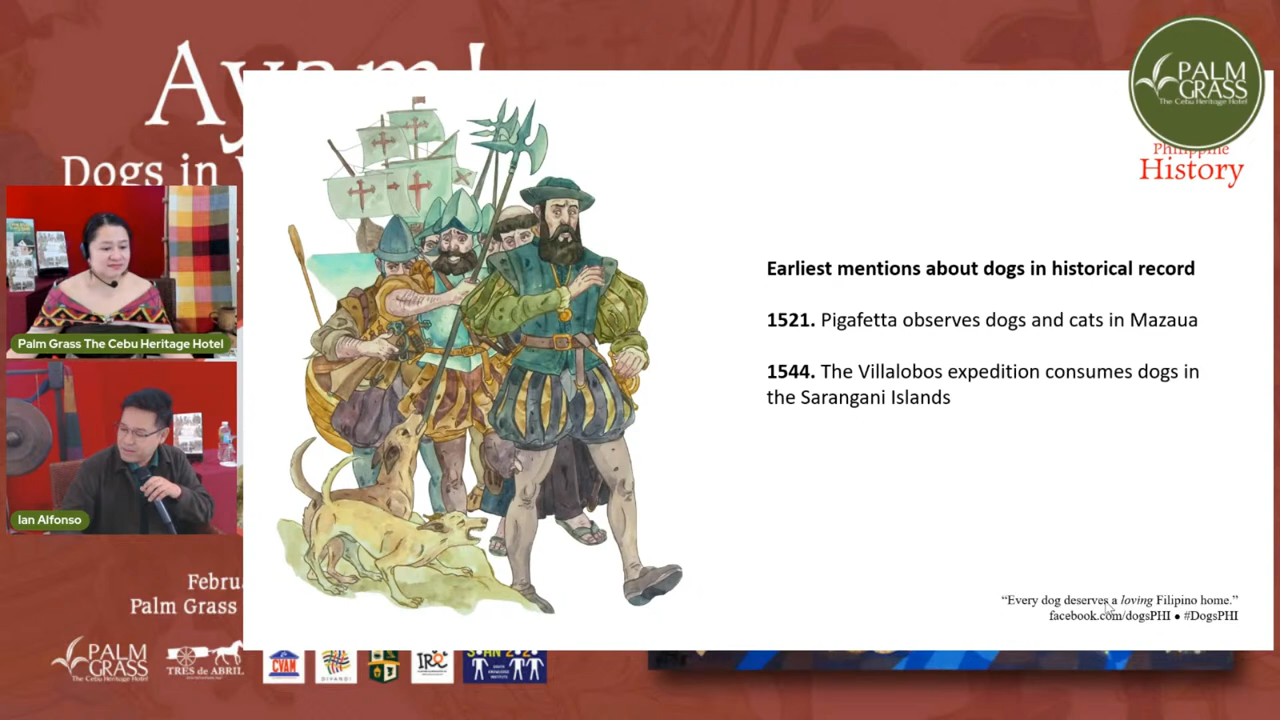 Ayam!
Dogs in
PALM
GRASS
The Cebu Heritage Hotel
Philippine
History
Earliest mentions about dogs in historical record
1521. Pigafetta observes dogs and cats in Mazaua
1544. The Villalobos expedition consumes dogs in
the Sarangani Islands
Palm Grass The Cebu Heritage Hotel
Ian Alfonso
Februa
Palm Grass
“Every dog deserves a loving Filipino home.”
facebook.com/dogsPHI ● #DogsPHI
PALM
GRASS
The Cebu Heritage Hotel
TRES de ABRIL
CVAM